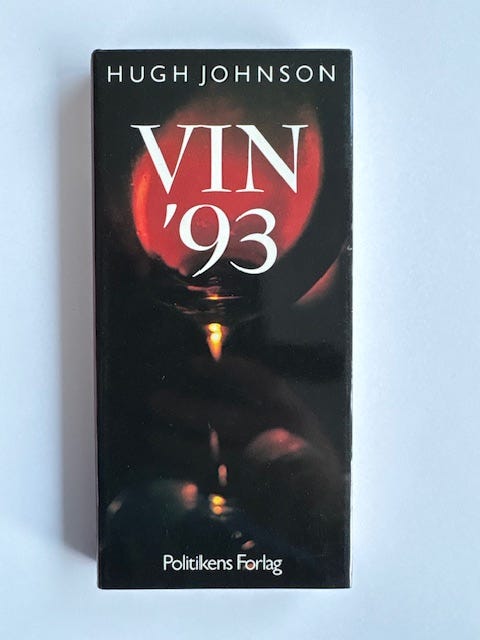 HUGH JOHNSON
VIN
'93
Politikens Forlag